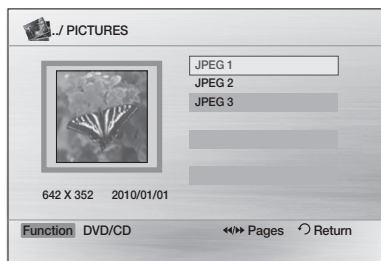 ../ PICTURES
JPEG 1
JPEG 2
JPEG 3
642 X 352 2010/01/01
Function DVD/CD Pages Return